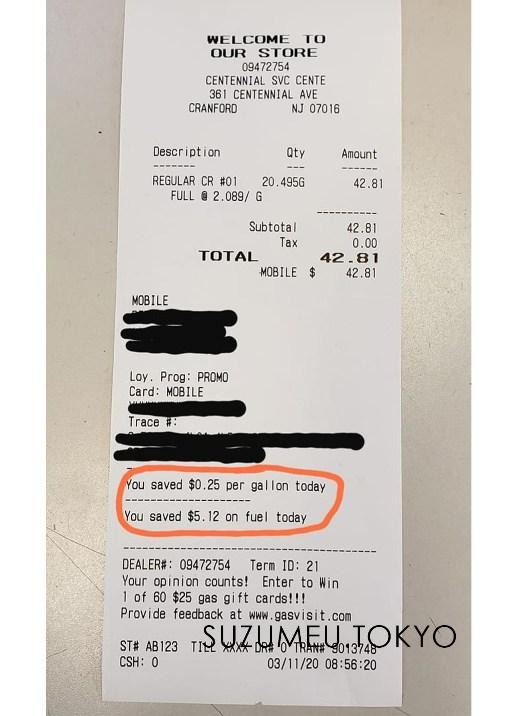 WELCOME TO
OUR STORE
09472754
CENTENNIAL SVC CENTE
361 CENTENNIAL AVE
CRANFORD NJ 07016
Description Qty Amount
------- --- ------
REGULAR CR #01 20.495G 42.81
FULL @ 2.089/ G
----------
Subtotal 42.81
Tax 0.00
TOTAL 42.81
MOBILE $ 42.81
MOBILE
Loy. Prog: PROMO
Card: MOBILE
Trace #:
You saved $0.25 per gallon today
--------------------
You saved $5.12 on fuel today
----------------------------------------
DEALER#: 09472754 Term ID: 21
Your opinion counts! Enter to Win
1 of 60 $25 gas gift cards!!!
Provide feedback at www.gasvisit.com
SUZUMEU.TOKYO
ST# AB123 TILL XXXX DR# 0 TRAN# 9013748
CSH: 0 03/11/20 08:56:20